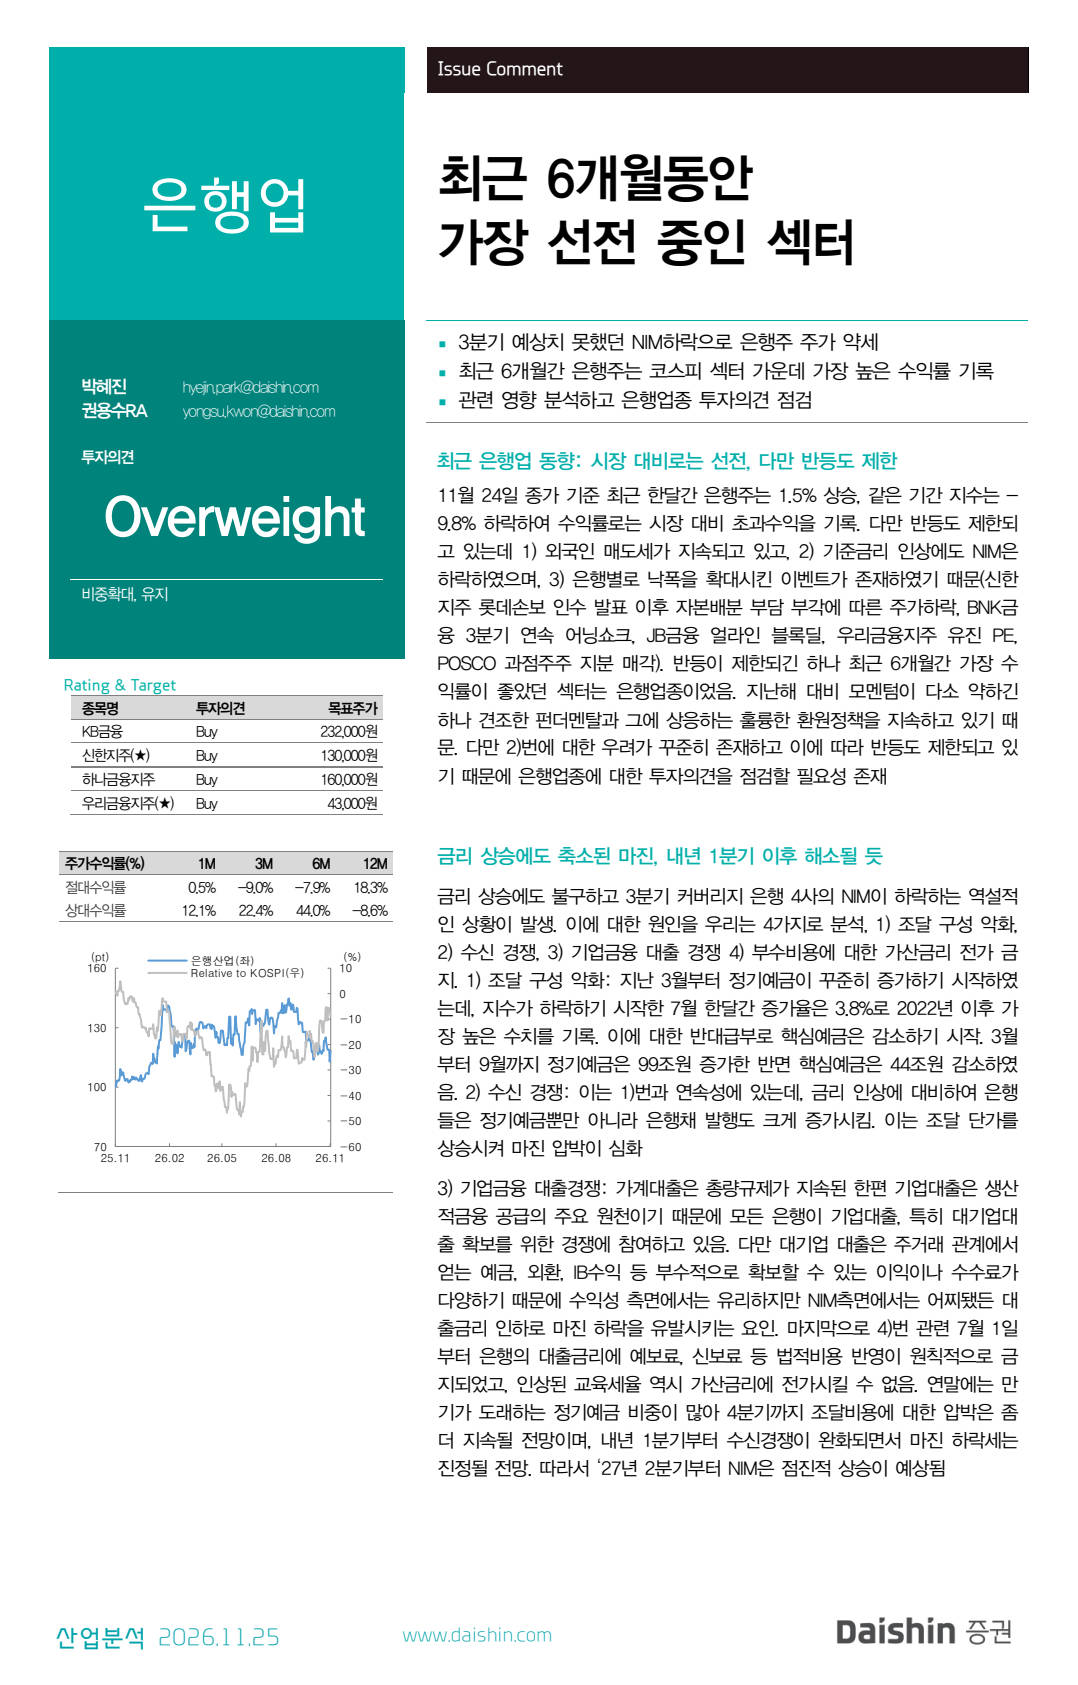 Issue Comment
은행업
최근 6개월동안
가장 선전 중인 섹터
박혜진 hyejin.park@daishin.com
권용수RA yongsu.kwon@daishin.com
투자의견
Overweight
비중확대, 유지
▪ 3분기 예상치 못했던 NIM하락으로 은행주 주가 약세
▪ 최근 6개월간 은행주는 코스피 섹터 가운데 가장 높은 수익률 기록
▪ 관련 영향 분석하고 은행업종 투자의견 점검
Rating & Target
종목명 투자의견 목표주가
KB금융 Buy 232,000원
신한지주(★) Buy 130,000원
하나금융지주 Buy 160,000원
우리금융지주(★) Buy 43,000원
주가수익률(%) 1M 3M 6M 12M
절대수익률 0.5% -9.0% -7.9% 18.3%
상대수익률 12.1% 22.4% 44.0% -8.6%
(pt) (%)
은행산업(좌)
Relative to KOSPI(우)
160
130
100
70
10
0
-10
-20
-30
-40
-50
-60
25.11 26.02 26.05 26.08 26.11
최근 은행업 동향: 시장 대비로는 선전, 다만 반등도 제한
11월 24일 종가 기준 최근 한달간 은행주는 1.5% 상승, 같은 기간 지수는 -
9.8% 하락하여 수익률로는 시장 대비 초과수익을 기록. 다만 반등도 제한되
고 있는데 1) 외국인 매도세가 지속되고 있고, 2) 기준금리 인상에도 NIM은
하락하였으며, 3) 은행별로 낙폭을 확대시킨 이벤트가 존재하였기 때문(신한
지주 롯데손보 인수 발표 이후 자본배분 부담 부각에 따른 주가하락, BNK금
융 3분기 연속 어닝쇼크, JB금융 얼라인 블록딜, 우리금융지주 유진 PE,
POSCO 과점주주 지분 매각). 반등이 제한되긴 하나 최근 6개월간 가장 수
익률이 좋았던 섹터는 은행업종이었음. 지난해 대비 모멘텀이 다소 약하긴
하나 견조한 펀더멘탈과 그에 상응하는 훌륭한 환원정책을 지속하고 있기 때
문. 다만 2)번에 대한 우려가 꾸준히 존재하고 이에 따라 반등도 제한되고 있
기 때문에 은행업종에 대한 투자의견을 점검할 필요성 존재
금리 상승에도 축소된 마진, 내년 1분기 이후 해소될 듯
금리 상승에도 불구하고 3분기 커버리지 은행 4사의 NIM이 하락하는 역설적
인 상황이 발생. 이에 대한 원인을 우리는 4가지로 분석, 1) 조달 구성 악화,
2) 수신 경쟁, 3) 기업금융 대출 경쟁 4) 부수비용에 대한 가산금리 전가 금
지. 1) 조달 구성 악화: 지난 3월부터 정기예금이 꾸준히 증가하기 시작하였
는데, 지수가 하락하기 시작한 7월 한달간 증가율은 3.8%로 2022년 이후 가
장 높은 수치를 기록. 이에 대한 반대급부로 핵심예금은 감소하기 시작. 3월
부터 9월까지 정기예금은 99조원 증가한 반면 핵심예금은 44조원 감소하였
음. 2) 수신 경쟁: 이는 1)번과 연속성에 있는데, 금리 인상에 대비하여 은행
들은 정기예금뿐만 아니라 은행채 발행도 크게 증가시킴. 이는 조달 단가를
상승시켜 마진 압박이 심화
3) 기업금융 대출경쟁: 가계대출은 총량규제가 지속된 한편 기업대출은 생산
적금융 공급의 주요 원천이기 때문에 모든 은행이 기업대출, 특히 대기업대
출 확보를 위한 경쟁에 참여하고 있음. 다만 대기업 대출은 주거래 관계에서
얻는 예금, 외환, IB수익 등 부수적으로 확보할 수 있는 이익이나 수수료가
다양하기 때문에 수익성 측면에서는 유리하지만 NIM측면에서는 어찌됐든 대
출금리 인하로 마진 하락을 유발시키는 요인. 마지막으로 4)번 관련 7월 1일
부터 은행의 대출금리에 예보료, 신보료 등 법적비용 반영이 원칙적으로 금
지되었고, 인상된 교육세율 역시 가산금리에 전가시킬 수 없음. 연말에는 만
기가 도래하는 정기예금 비중이 많아 4분기까지 조달비용에 대한 압박은 좀
더 지속될 전망이며, 내년 1분기부터 수신경쟁이 완화되면서 마진 하락세는
진정될 전망. 따라서 ‘27년 2분기부터 NIM은 점진적 상승이 예상됨
산업분석 2026.11.25
www.daishin.com
Daishin 증권